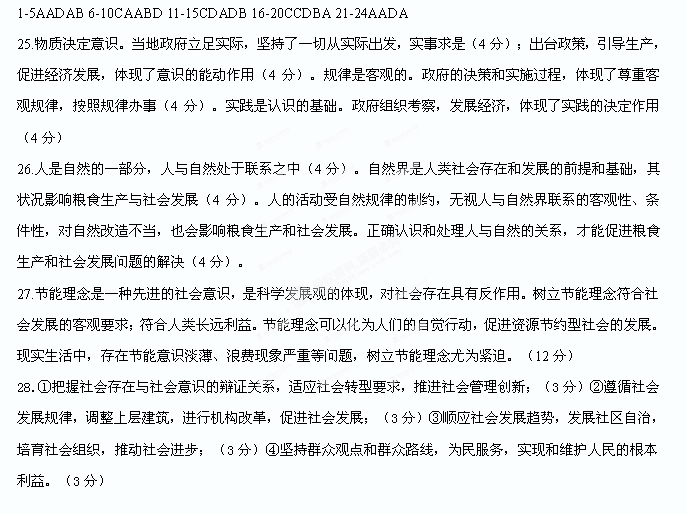 1-5AADAB 6-10CAABD 11-15CDADB 16-20CCDBA 21-24AADA
25.物质决定意识。当地政府立足实际，坚持了一切从实际出发，实事求是（4 分）；出台政策，引导生产，
促进经济发展，体现了意识的能动作用（4 分）。规律是客观的。政府的决策和实施过程，体现了尊重客
观规律，按照规律办事（4 分）。实践是认识的基础。政府组织考察，发展经济，体现了实践的决定作用
（4 分）
26.人是自然的一部分，人与自然处于联系之中（4 分）。自然界是人类社会存在和发展的前提和基础，其
状况影响粮食生产与社会发展（4 分）。人的活动受自然规律的制约，无视人与自然界联系的客观性、条
件性，对自然改造不当，也会影响粮食生产和社会发展。正确认识和处理人与自然的关系，才能促进粮食
生产和社会发展问题的解决（4 分）。
27.节能理念是一种先进的社会意识，是科学发展观的体现，对社会存在具有反作用。树立节能理念符合社
会发展的客观要求；符合人类长远利益。节能理念可以化为人们的自觉行动，促进资源节约型社会的发展。
现实生活中，存在节能意识淡薄、浪费现象严重等问题，树立节能理念尤为紧迫。（12 分）
28.①把握社会存在与社会意识的辩证关系，适应社会转型要求，推进社会管理创新；（3 分）②遵循社会
发展规律，调整上层建筑，进行机构改革，促进社会发展；（3 分）③顺应社会发展趋势，发展社区自治，
培育社会组织，推动社会进步；（3 分）④坚持群众观点和群众路线，为民服务，实现和维护人民的根本
利益。（3 分）